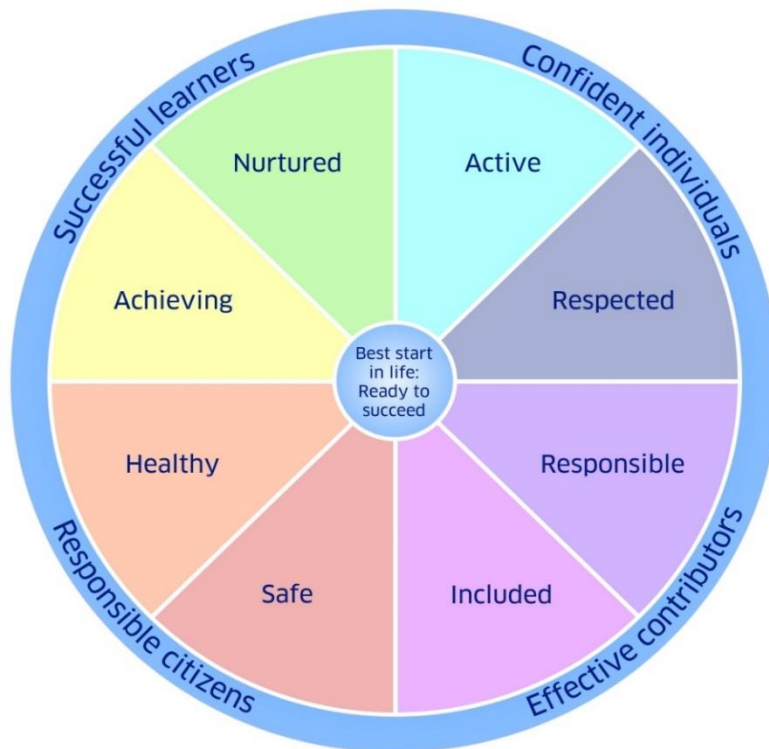 Successful learners
Confident individuals
Nurtured
Active
Achieving
Respected
Best start
in life:
Ready to
succeed
Healthy
Responsible
Safe
Included
Responsible citizens
Effective contributors